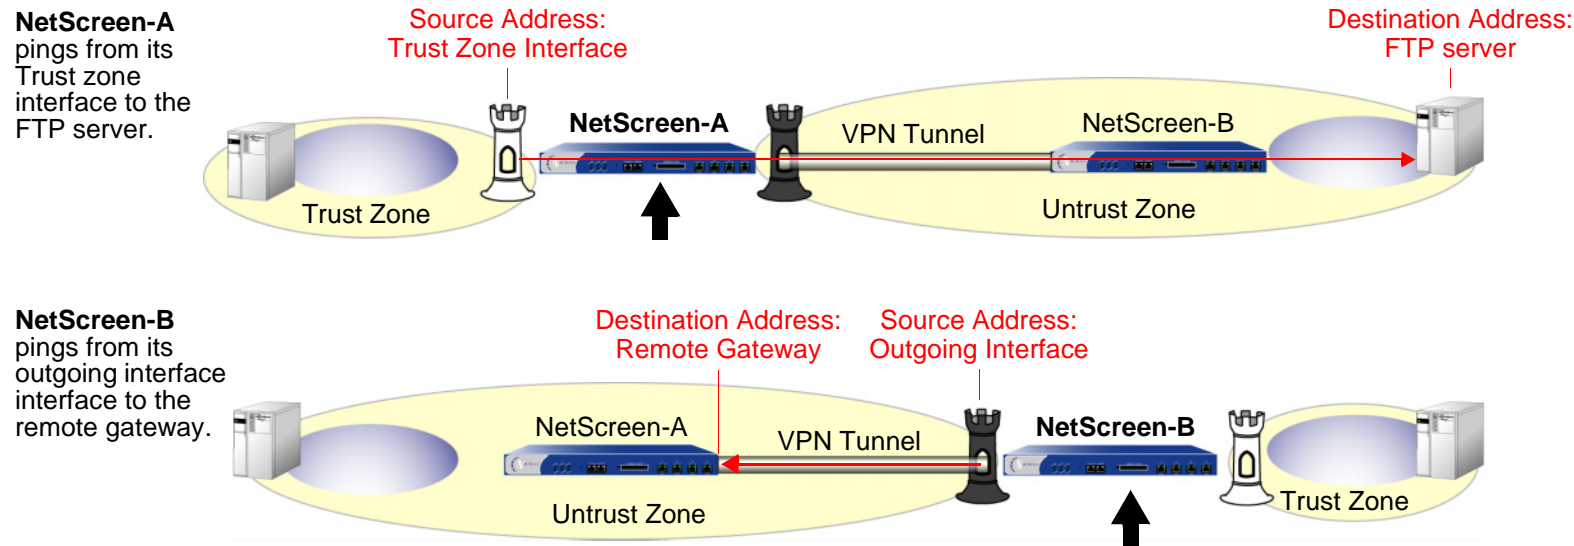 NetScreen-A
pings from its
Trust zone
interface to the
FTP server.
Source Address:
Trust Zone Interface
Destination Address:
FTP server
NetScreen-A
VPN Tunnel
NetScreen-B
Trust Zone
Untrust Zone
NetScreen-B
pings from its
outgoing interface
interface to the
remote gateway.
Destination Address:
Remote Gateway
Source Address:
Outgoing Interface
NetScreen-A
VPN Tunnel
NetScreen-B
Untrust Zone
Trust Zone